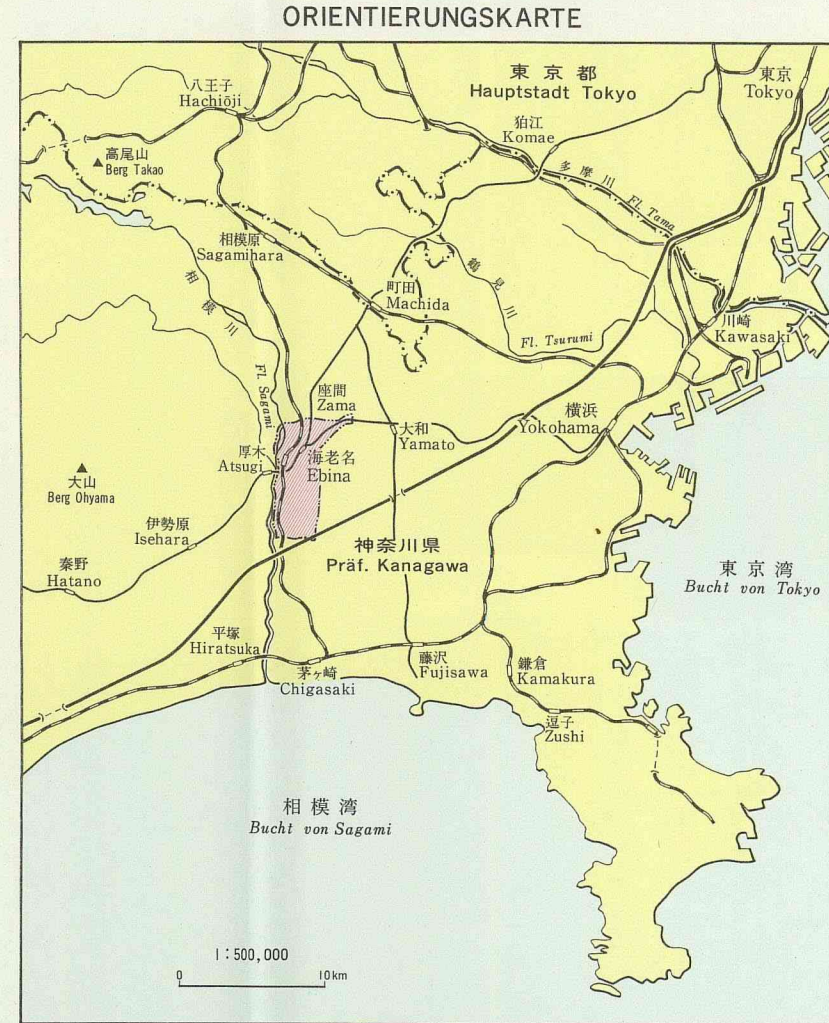 ORIENTIERUNGSKARTE
東京都
Hauptstadt Tokyo
東京
Tokyo
八王子
Hachiōji
狛江
Komae
高尾山
Berg Takao
多摩川
Fl. Tama
相模原
Sagamihara
相模川
Fl. Sagami
鶴見川
Fl. Tsurumi
町田
Machida
川崎
Kawasaki
座間
Zama
大和
Yamato
横浜
Yokohama
厚木
Atsugi
海老名
Ebina
大山
Berg Ohyama
伊勢原
Isehara
秦野
Hatano
神奈川県
Präf. Kanagawa
東京湾
Bucht von Tokyo
平塚
Hiratsuka
茅ヶ崎
Chigasaki
藤沢
Fujisawa
鎌倉
Kamakura
逗子
Zushi
相模湾
Bucht von Sagami
1:500,000
0 10km